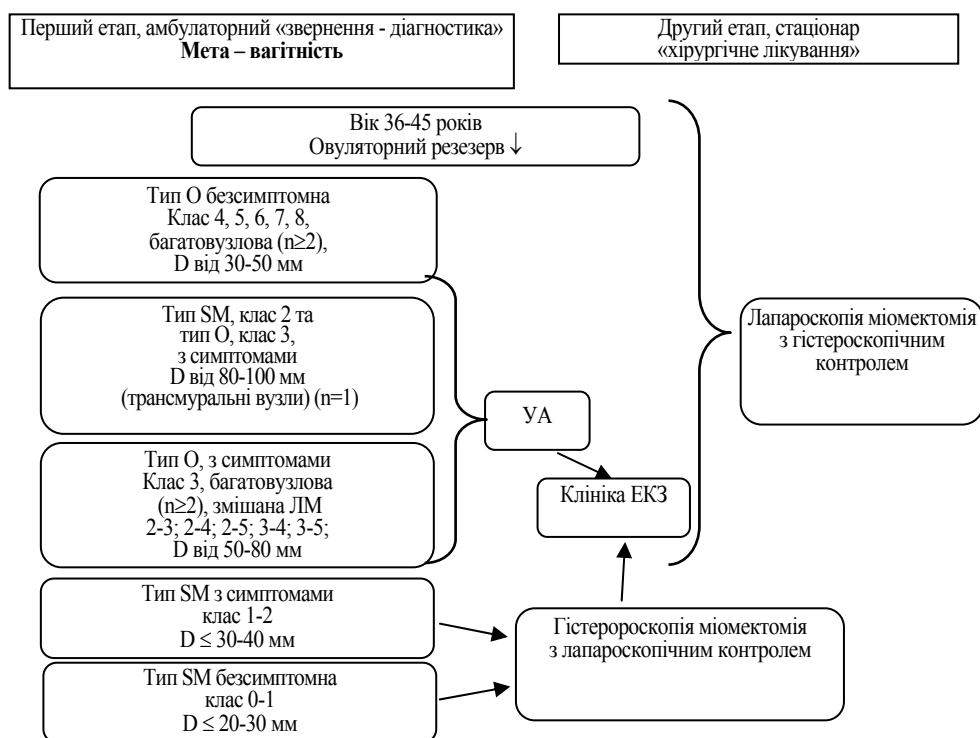 Перший етап, амбулаторний «звернення - діагностика»
Мета – вагітність
Другий етап, стаціонар
«хірургічне лікування»
Вік 36-45 років
Овуляторний резезерв ↓
Тип О безсимптомна
Клас 4, 5, 6, 7, 8,
багатовузлова (n≥2),
D від 30-50 мм
Тип SM, клас 2 та
тип О, клас 3,
з симптомами
D від 80-100 мм
(трансмуральні вузли) (n=1)
Тип О, з симптомами
Клас 3, багатовузлова
(n≥2), змішана ЛМ
2-3; 2-4; 2-5; 3-4; 3-5;
D від 50-80 мм
УА
Клініка ЕКЗ
Лапароскопія міомектомія
з гістероскопічним
контролем
Тип SM з симптомами
клас 1-2
D ≤ 30-40 мм
Тип SM безсимптомна
клас 0-1
D ≤ 20-30 мм
Гістеророскопія міомектомія
з лапароскопічним контролем